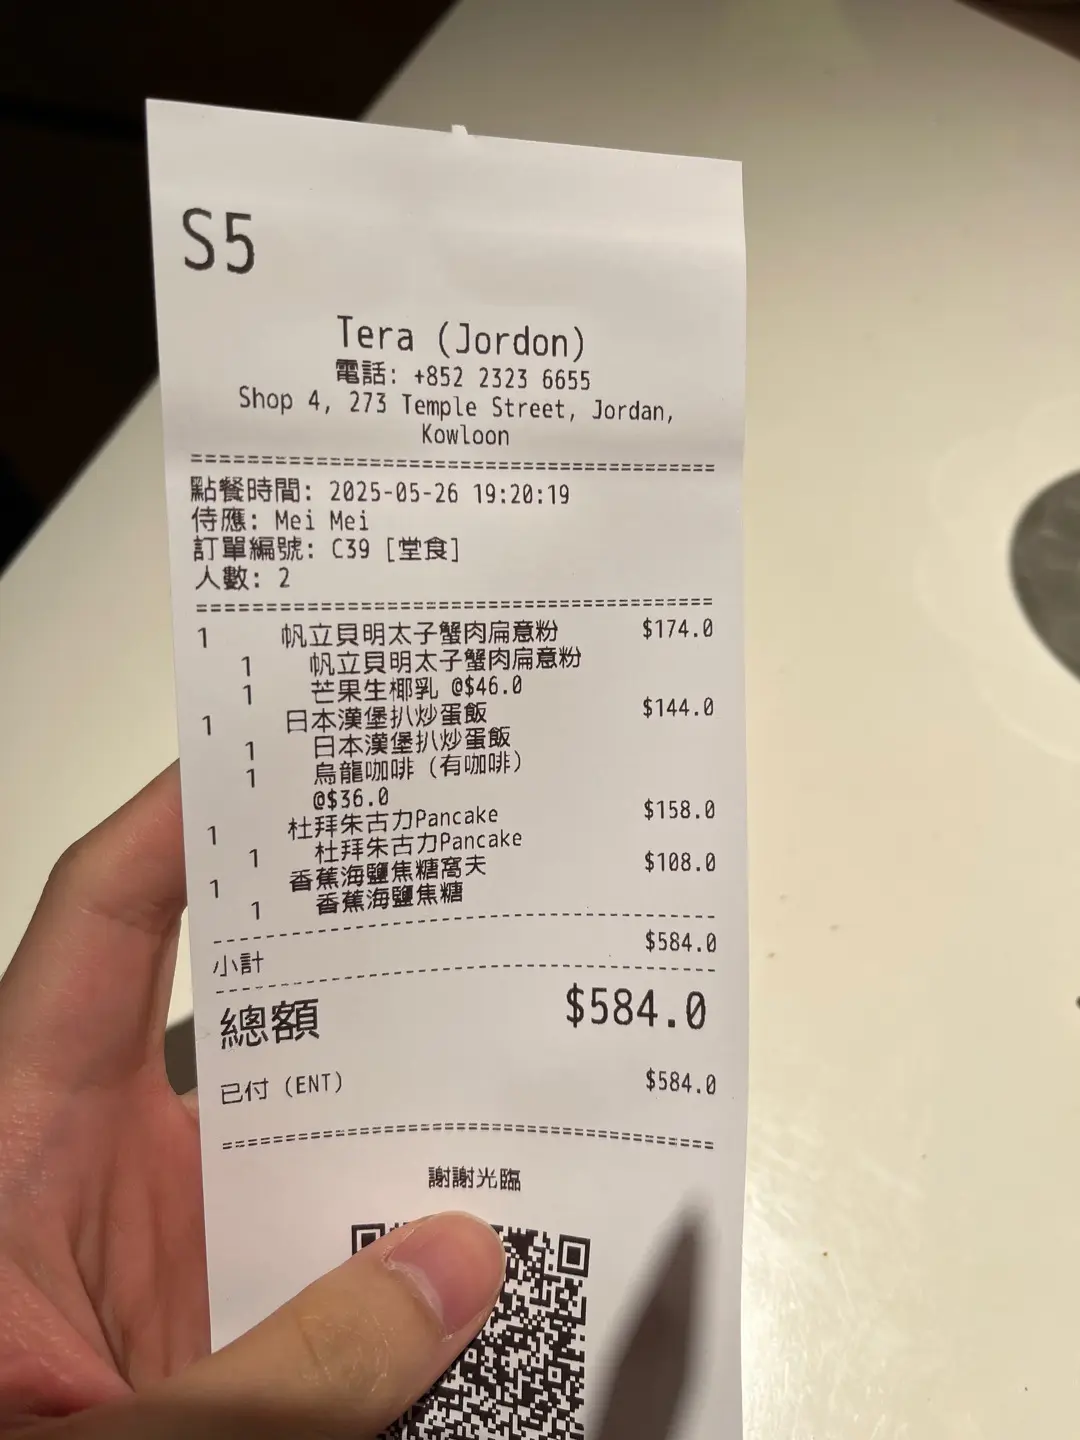 S5
Tera (Jordon)
電話: +852 2323 6655
Shop 4, 273 Temple Street, Jordan,
Kowloon
點餐時間: 2025-05-26 19:20:19
侍應: Mei Mei
訂單編號: C39 [堂食]
人數: 2
1 帆立貝明太子蟹肉扁意粉 $174.0
1 帆立貝明太子蟹肉扁意粉
1 芒果生椰乳 @$46.0
1 日本漢堡扒炒蛋飯 $144.0
1 日本漢堡扒炒蛋飯
1 烏龍咖啡 (有咖啡)
@$36.0
1 杜拜朱古力Pancake $158.0
1 杜拜朱古力Pancake
1 香蕉海鹽焦糖窩夫 $108.0
1 香蕉海鹽焦糖
小計 $584.0
總額 $584.0
已付 (ENT) $584.0
謝謝光臨